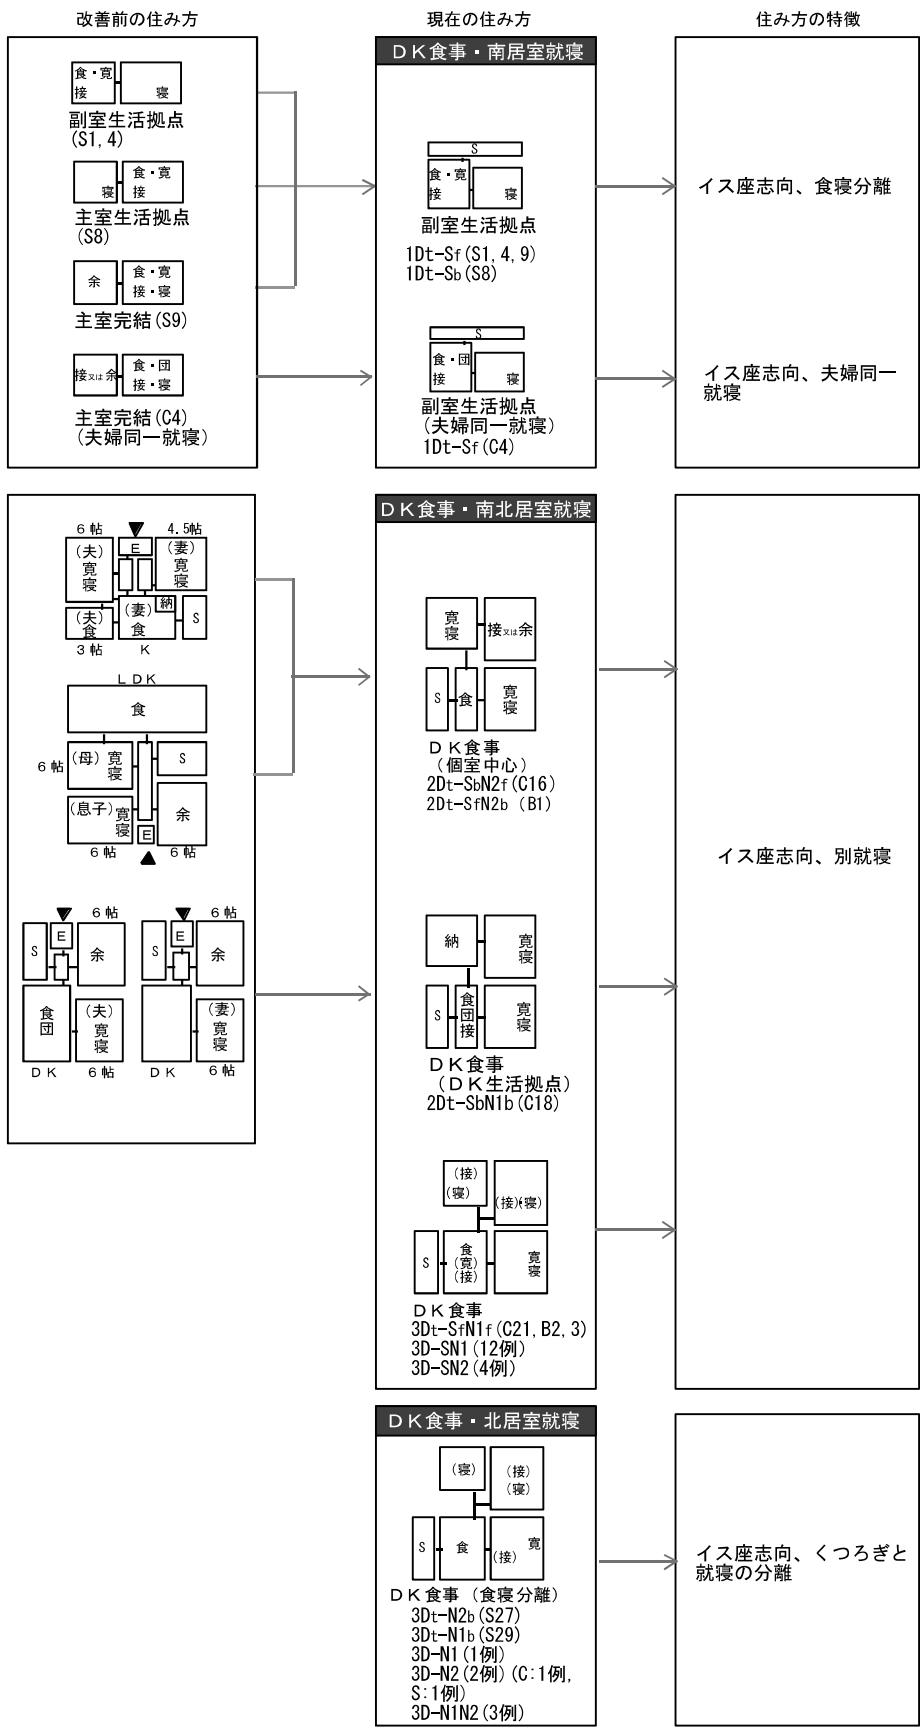 改善前の住み方
現在の住み方
住み方の特徴
食・寛
接
寝
副室生活拠点
(S1,4)
寝
食・寛
接
主室生活拠点
(S8)
余
食・寛
接・寝
主室完結(S9)
接又は余
食・団
接・寝
主室完結(C4)
(夫婦同一就寝)
DK食事・南居室就寝
S
食・寛
接
寝
副室生活拠点
1Dt-Sf(S1,4,9)
1Dt-Sb(S8)
S
食・団
接
寝
副室生活拠点
(夫婦同一就寝)
1Dt-Sf(C4)
イス座志向、食寝分離
イス座志向、夫婦同一
就寝
6帖
4.5帖
(夫)
寛
寝
E
(妻)
寛
寝
(夫)
食
(妻)
食
納
S
3帖
K
LDK
食
6帖
(母)寛
寝
S
(息子)寛
寝
余
E
6帖
6帖
6帖
S
E
余
食
団
(夫)
寛
寝
DK
6帖
6帖
S
E
余
(妻)
寛
寝
DK
6帖
DK食事・南北居室就寝
寛
寝
接又は余
S
食
寛
寝
DK食事
(個室中心)
2Dt-SbN2f(C16)
2Dt-SfN2b (B1)
納
寛
寝
S
食
団
接
寛
寝
DK食事
(DK生活拠点)
2Dt-SbN1b(C18)
(接)
(寝)
(接)・(寝)
S
食
(寛)
(接)
寛
寝
DK食事
3Dt-SfN1f(C21,B2,3)
3D-SN1(12例)
3D-SN2(4例)
イス座志向、別就寝
DK食事・北居室就寝
(寝)
(接)
(寝)
S
食
寛
(接)
DK食事 (食寝分離)
3Dt-N2b(S27)
3Dt-N1b(S29)
3D-N1(1例)
3D-N2(2例)(C:1例,
S:1例)
3D-N1N2(3例)
イス座志向、くつろぎと
就寝の分離